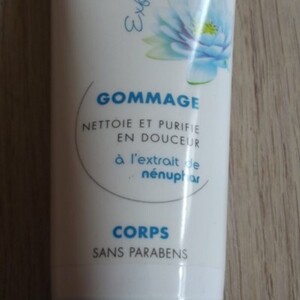 GOMMAGE
NETTOIE ET PURIFIE
EN DOUCEUR
à l'extrait de
nénuphar
CORPS
SANS PARABENS